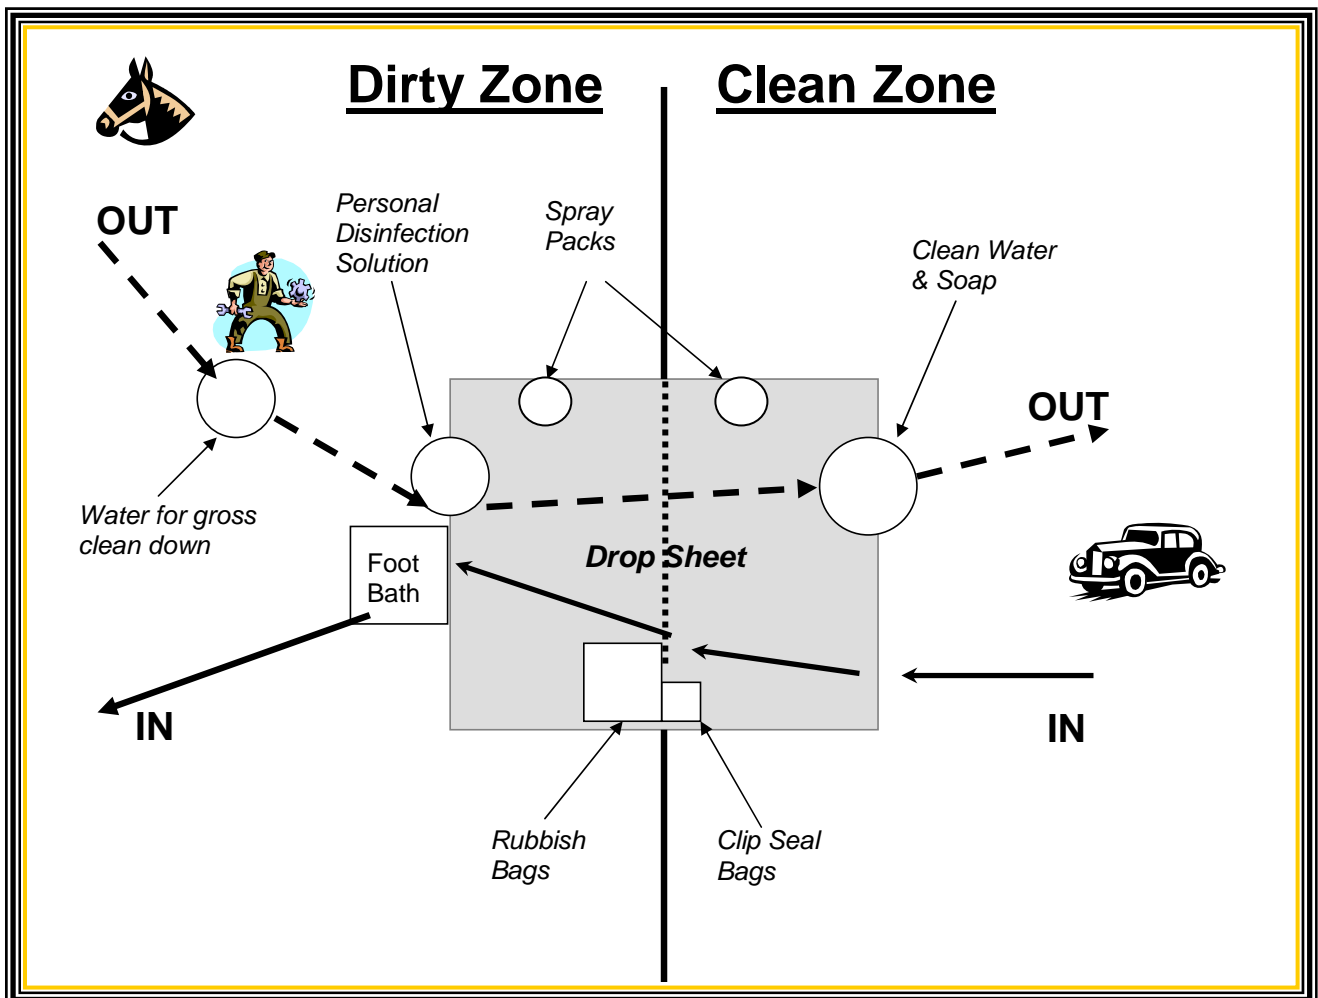 Dirty Zone
Clean Zone
OUT
Personal
Disinfection
Solution
Spray
Packs
Clean Water
& Soap
OUT
Water for gross
clean down
Foot
Bath
Drop Sheet
IN
IN
Rubbish
Bags
Clip Seal
Bags